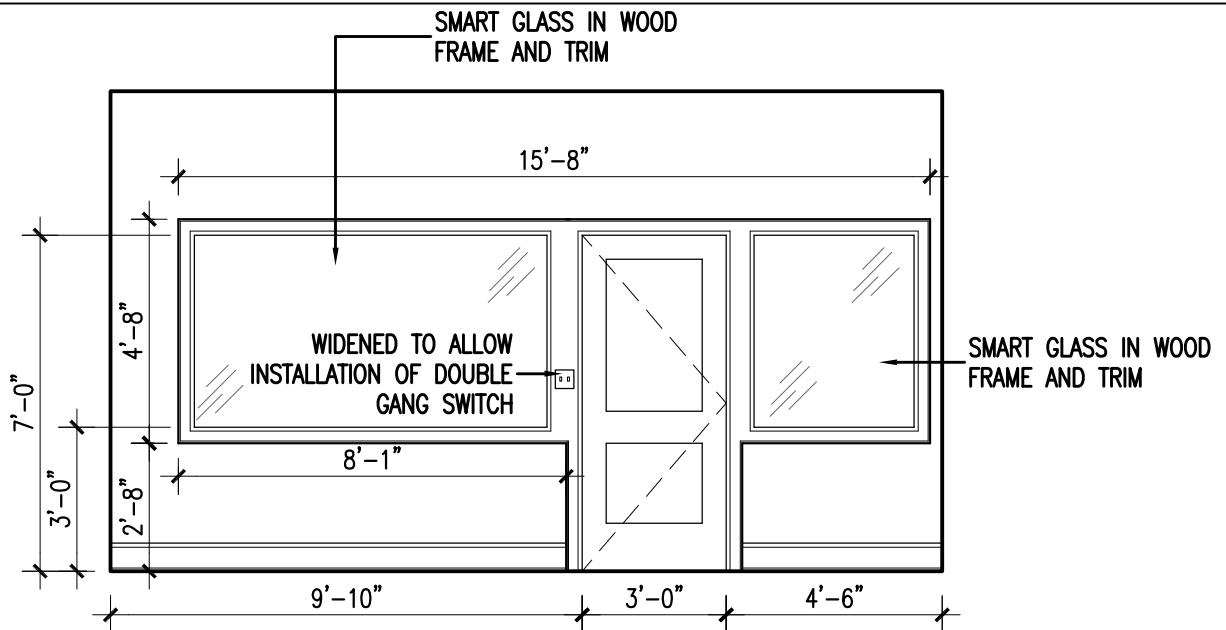 SMART GLASS IN WOOD
FRAME AND TRIM
15'-8"
4'-8"
7'-0"
WIDENED TO ALLOW
INSTALLATION OF DOUBLE
GANG SWITCH
SMART GLASS IN WOOD
FRAME AND TRIM
8'-1"
3'-0"
2'-8"
9'-10"
3'-0"
4'-6"